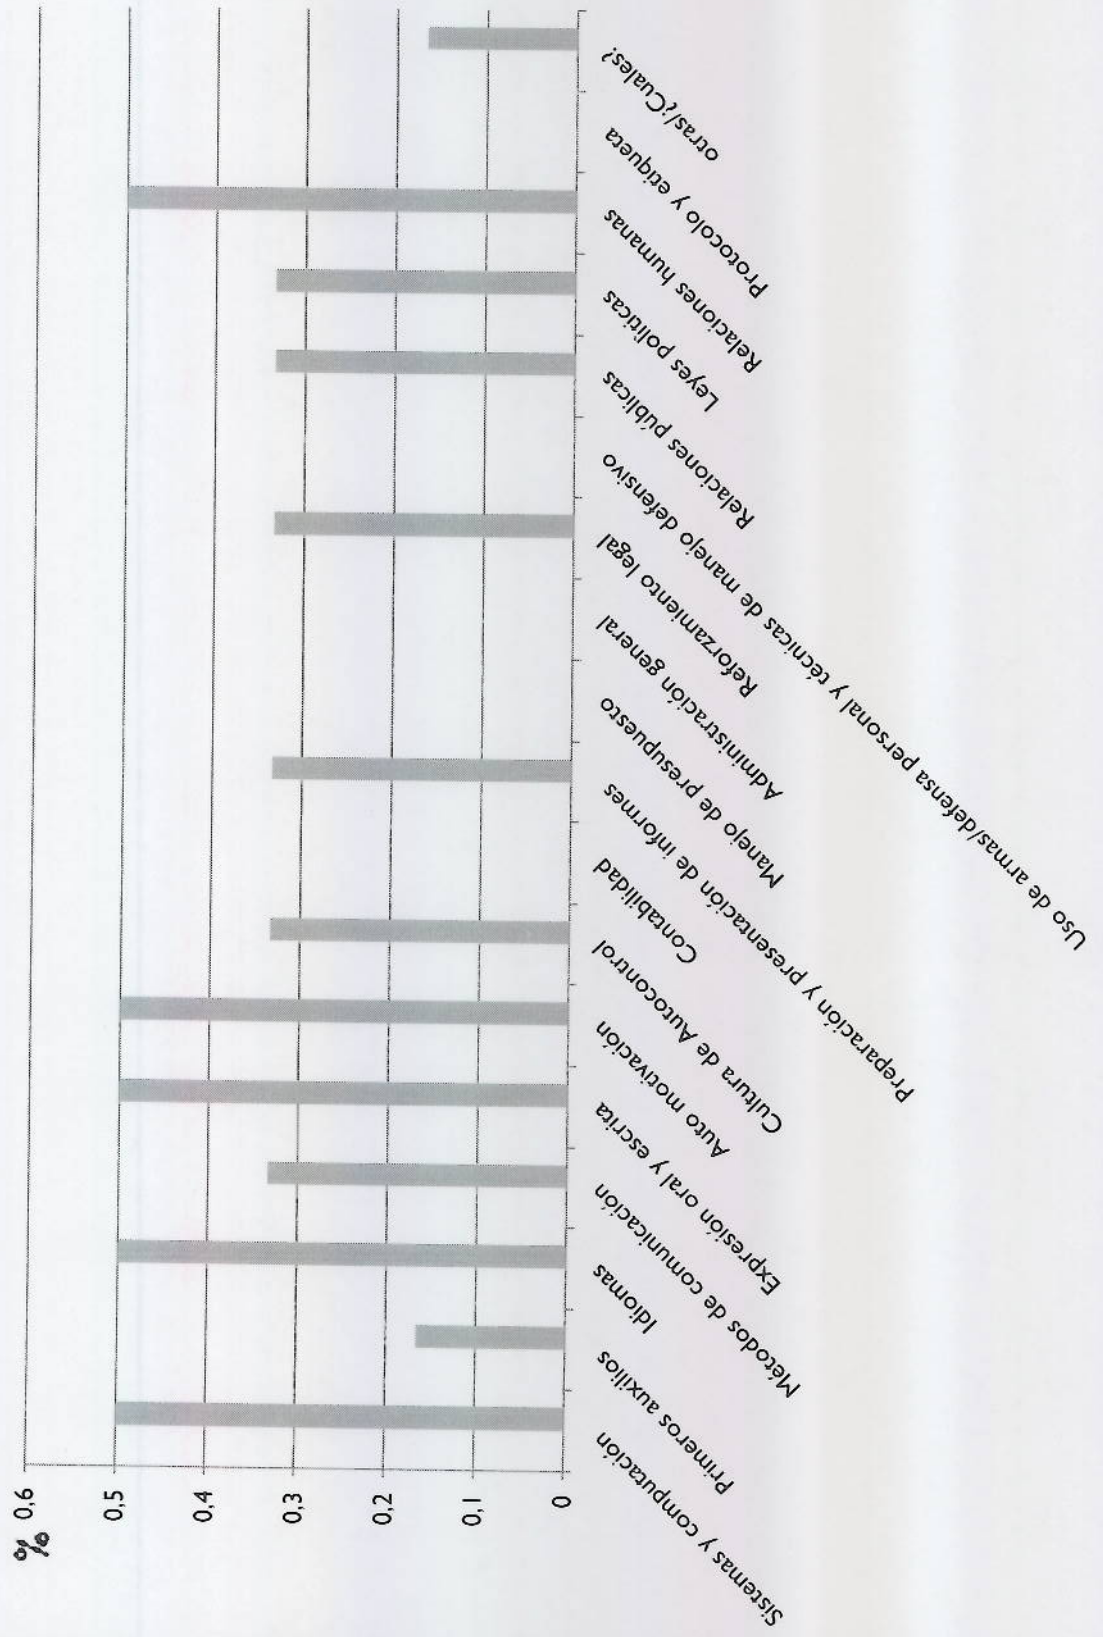 %
0,6
0,5
0,4
0,3
0,2
0,1
0
Sistemas y computación
Primeros auxilios
Idiomas
Métodos de comunicación
Expresión oral y escrita
Auto motivación
Cultura de Autocontrol
Contabilidad
Preparación y presentación de informes
Manejo de presupuesto
Administración general
Reforzamiento legal
Uso de armas/defensa personal y técnicas de manejo defensivo
Relaciones públicas
Leyes políticas
Relaciones humanas
Protocolo y etiqueta
otras/¿Cuales?